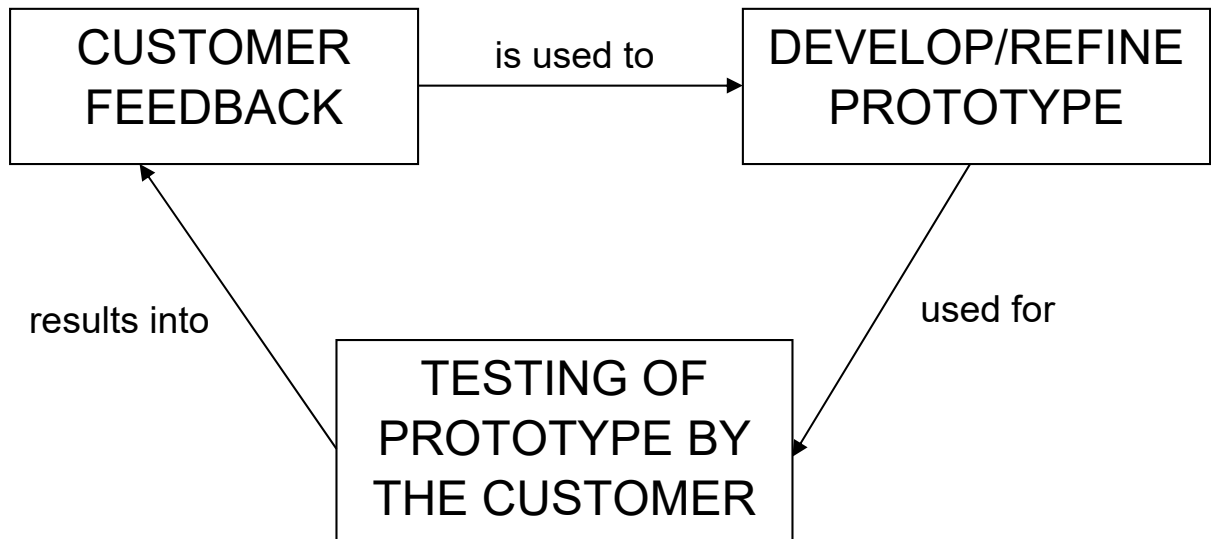 CUSTOMER
FEEDBACK
is used to
DEVELOP/REFINE
PROTOTYPE
used for
TESTING OF
PROTOTYPE BY
THE CUSTOMER
results into